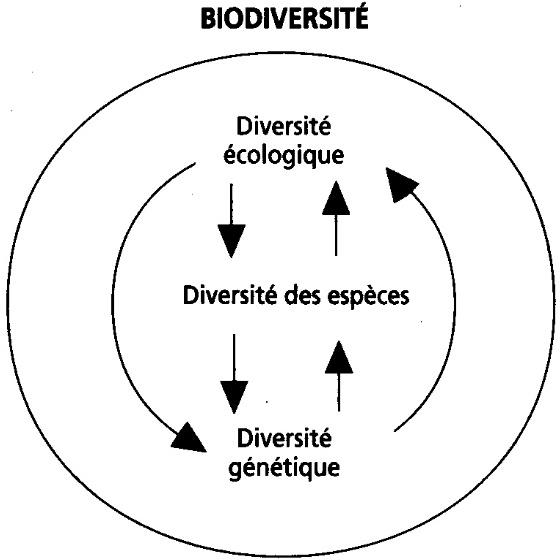 BIODIVERSITÉ
Diversité
écologique
Diversité des espèces
Diversité
génétique